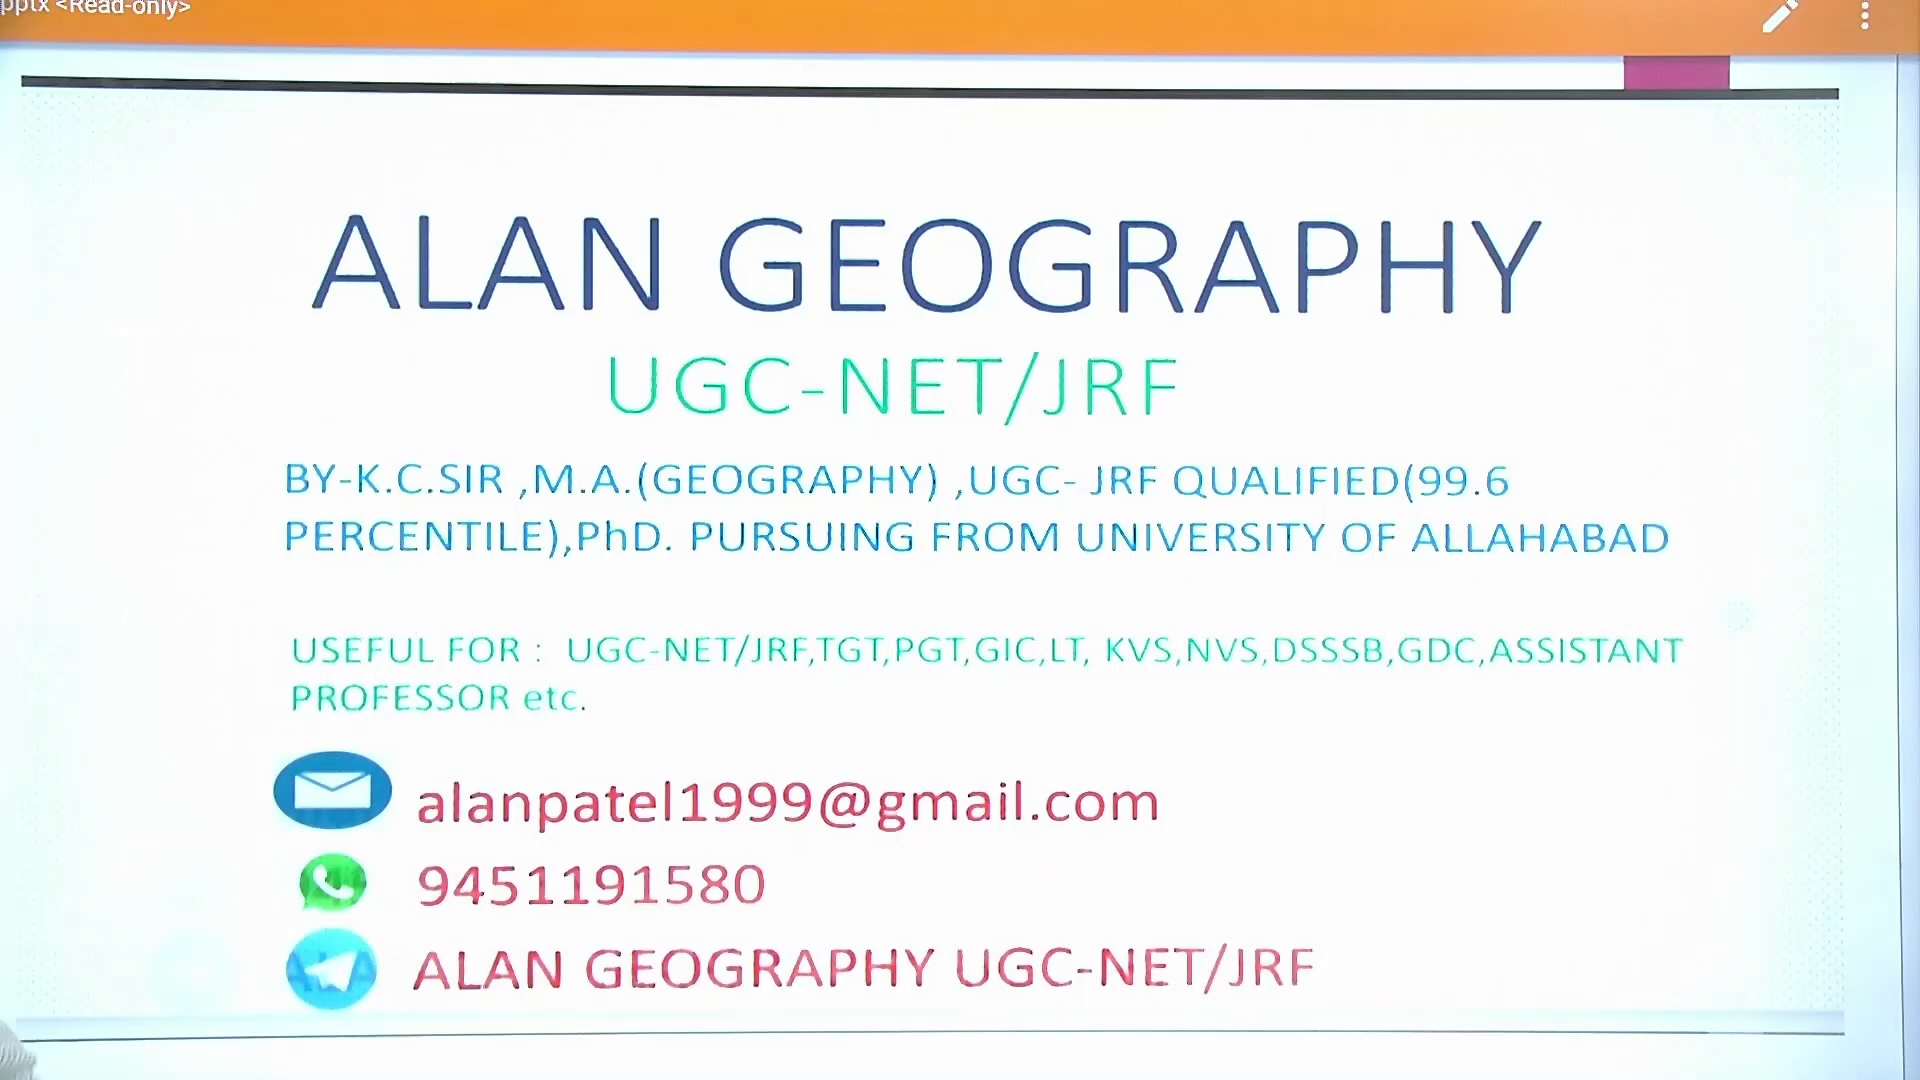 pptx <Read-only>
ALAN GEOGRAPHY
UGC-NET/JRF
BY-K.C.SIR ,M.A.(GEOGRAPHY) ,UGC- JRF QUALIFIED(99.6
PERCENTILE),PhD. PURSUING FROM UNIVERSITY OF ALLAHABAD
USEFUL FOR : UGC-NET/JRF,TGT,PGT,GIC,LT, KVS,NVS,DSSSB,GDC,ASSISTANT
PROFESSOR etc.
alanpatel1999@gmail.com
9451191580
ALAN GEOGRAPHY UGC-NET/JRF